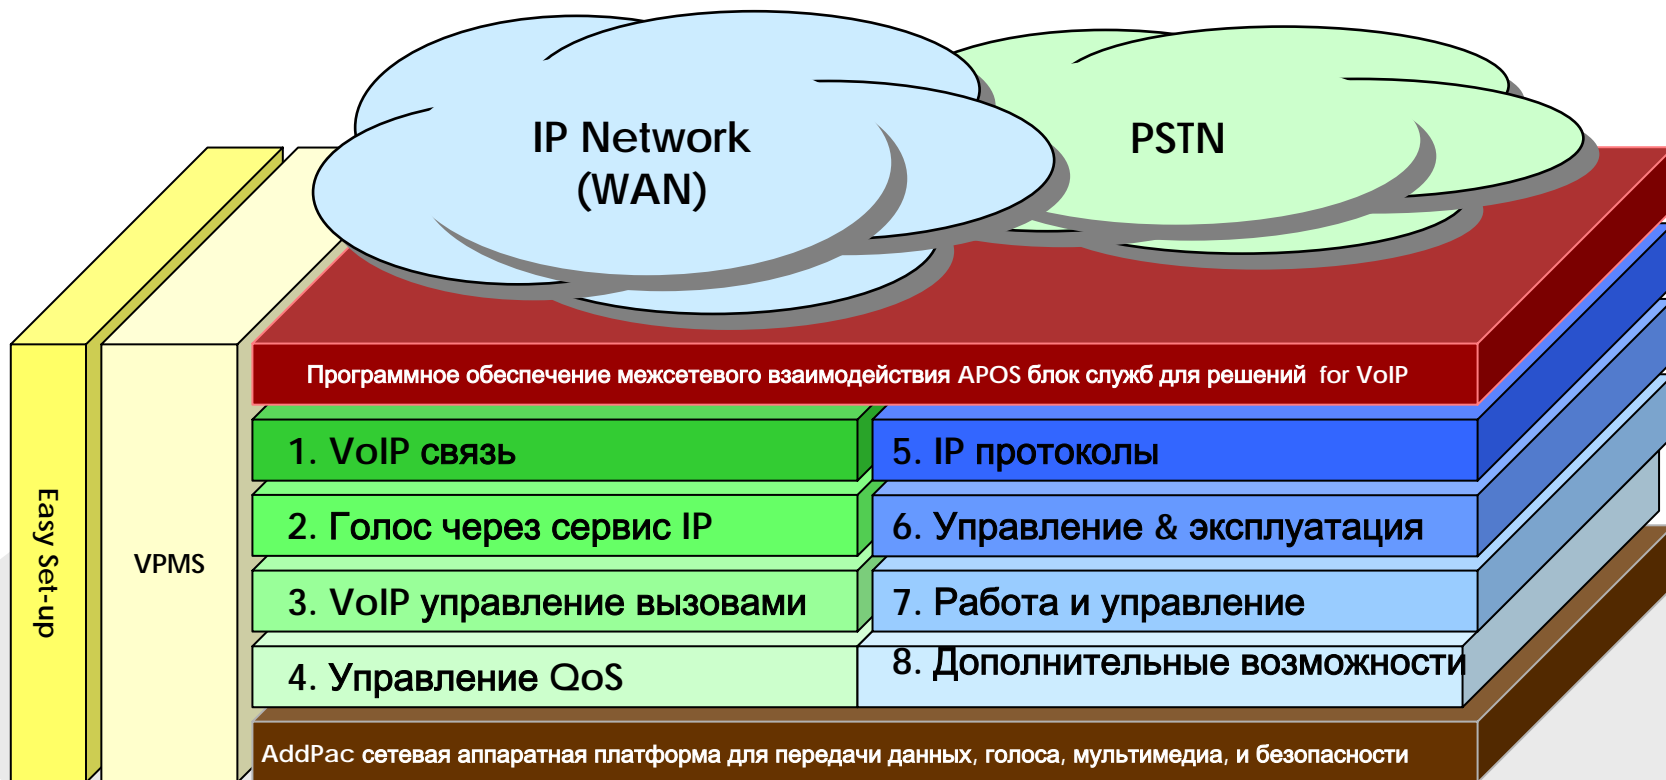 IP Network
(WAN)
PSTN
Программное обеспечение межсетевого взаимодействия APOS блок служб для решений for VoIP
1. VoIP связь
2. Голос через сервис IP
3. VoIP управление вызовами
4. Управление QoS
5. IP протоколы
6. Управление & эксплуатация
7. Работа и управление
8. Дополнительные возможности
Easy Set-up
VPMS
AddPac сетевая аппаратная платформа для передачи данных, голоса, мультимедиа, и безопасности